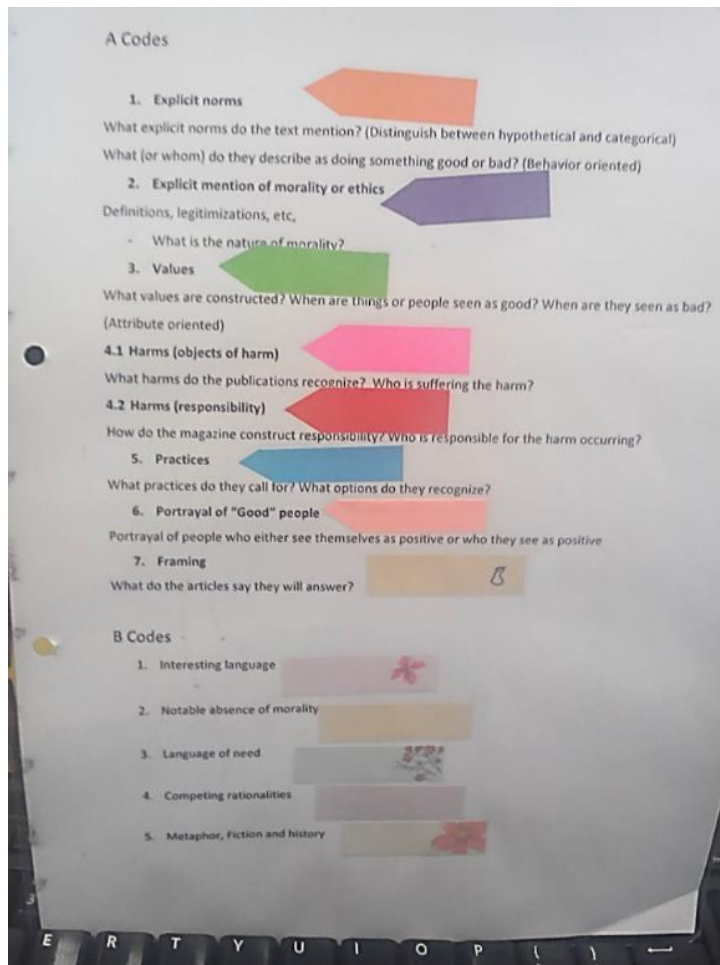 A Codes
1. Explicit norms
What explicit norms do the text mention? (Distinguish between hypothetical and categorical)
What (or whom) do they describe as doing something good or bad? (Behavior oriented)
2. Explicit mention of morality or ethics
Definitions, legitimizations, etc,
- What is the nature of morality?
3. Values
What values are constructed? When are things or people seen as good? When are they seen as bad?
(Attribute oriented)
4.1 Harms (objects of harm)
What harms do the publications recognize? Who is suffering the harm?
4.2 Harms (responsibility)
How do the magazine construct responsibility? Who is responsible for the harm occurring?
5. Practices
What practices do they call for? What options do they recognize?
6. Portrayal of "Good" people
Portrayal of people who either see themselves as positive or who they see as positive
7. Framing
B
What do the articles say they will answer?
B Codes
1. Interesting language
2. Notable absence of morality
3. Language of need
4. Competing rationalities
5. Metaphor, Fiction and history
E R T Y U I O P